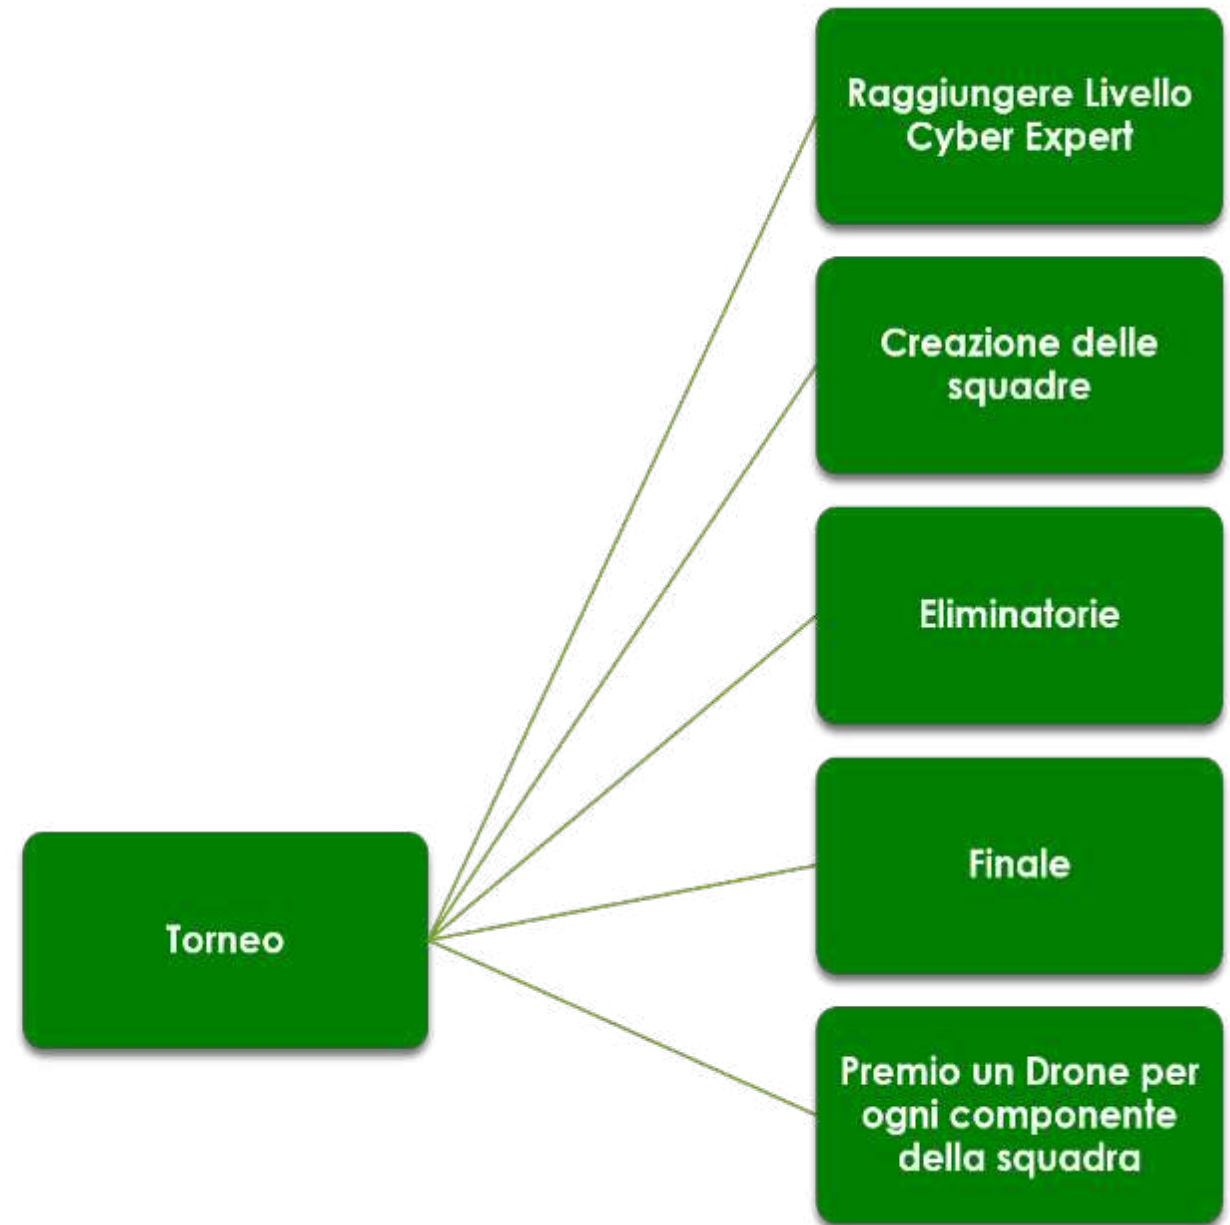 Raggiungere Livello
Cyber Expert
Creazione delle
squadre
Eliminatorie
Finale
Torneo
Premio un Drone per
ogni componente
della squadra